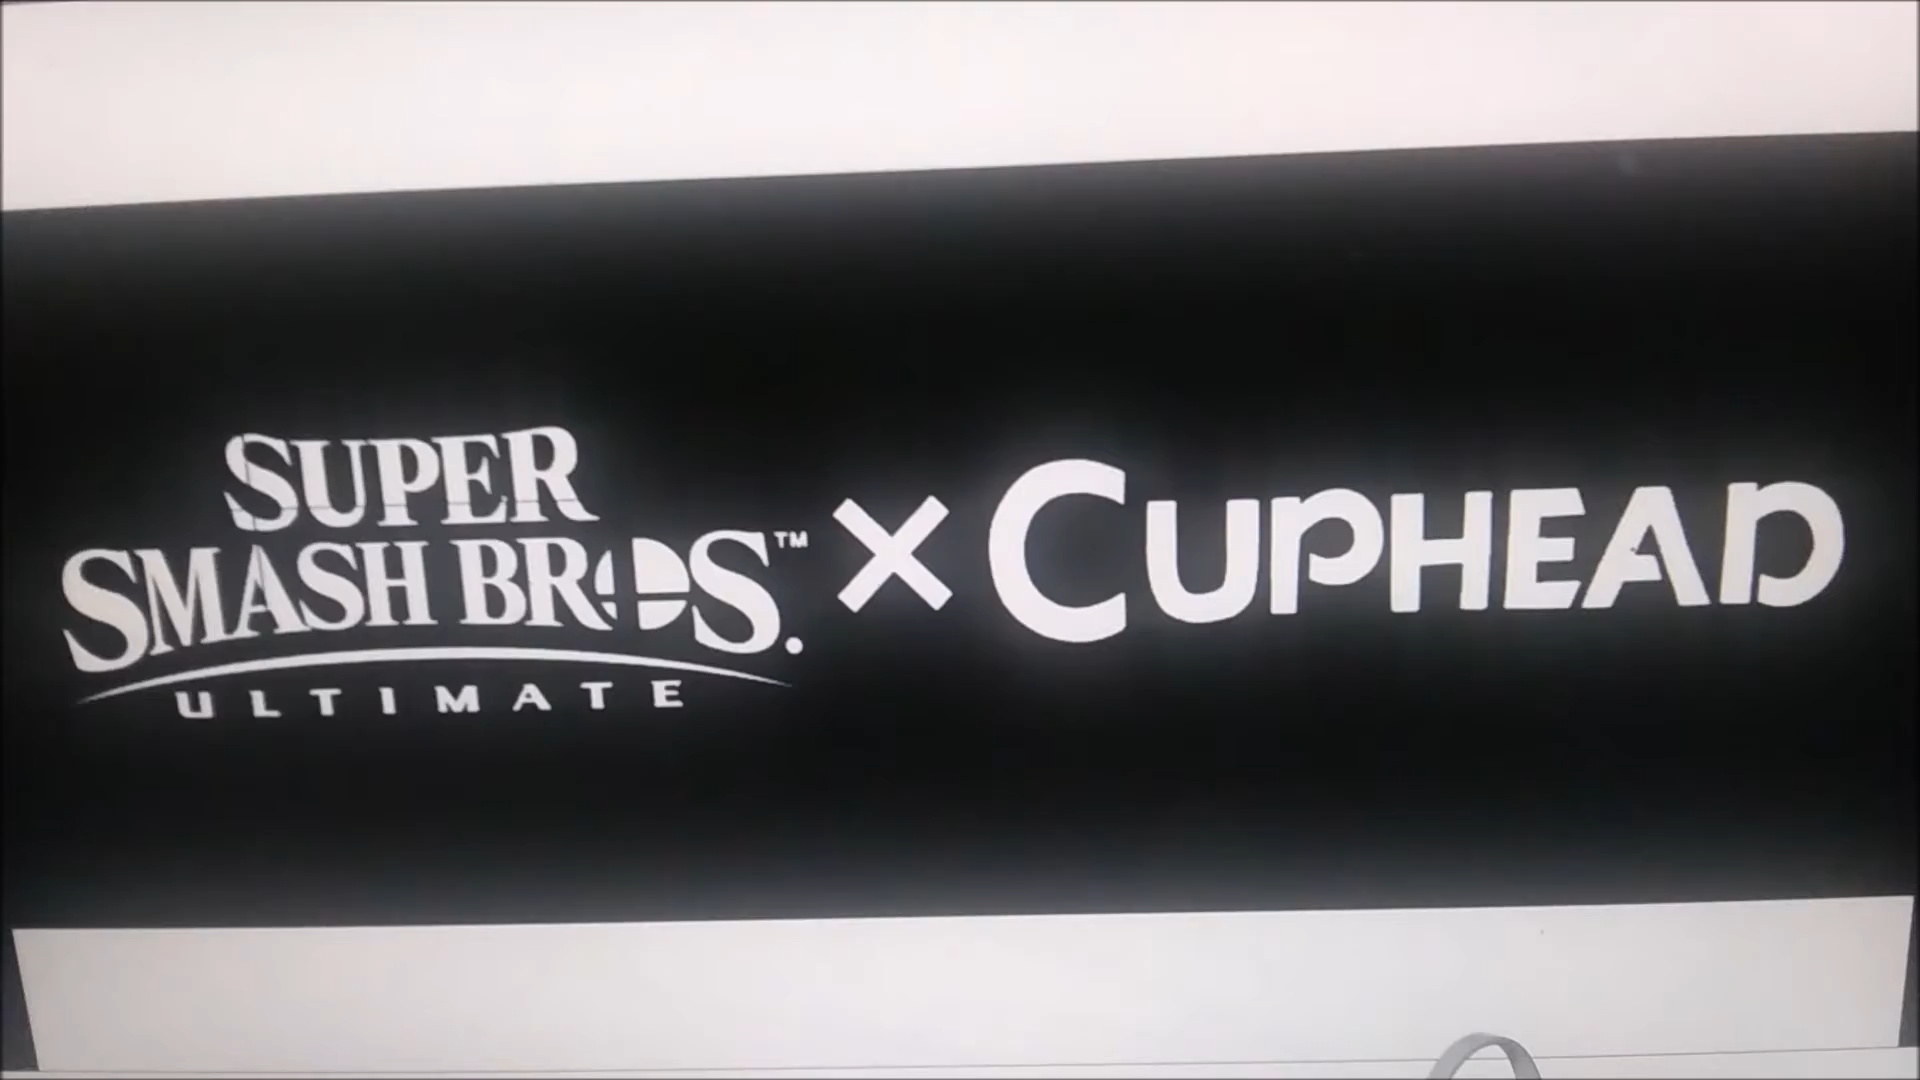 SUPER
SMASH BROS.™
ULTIMATE
× CUPHEAD